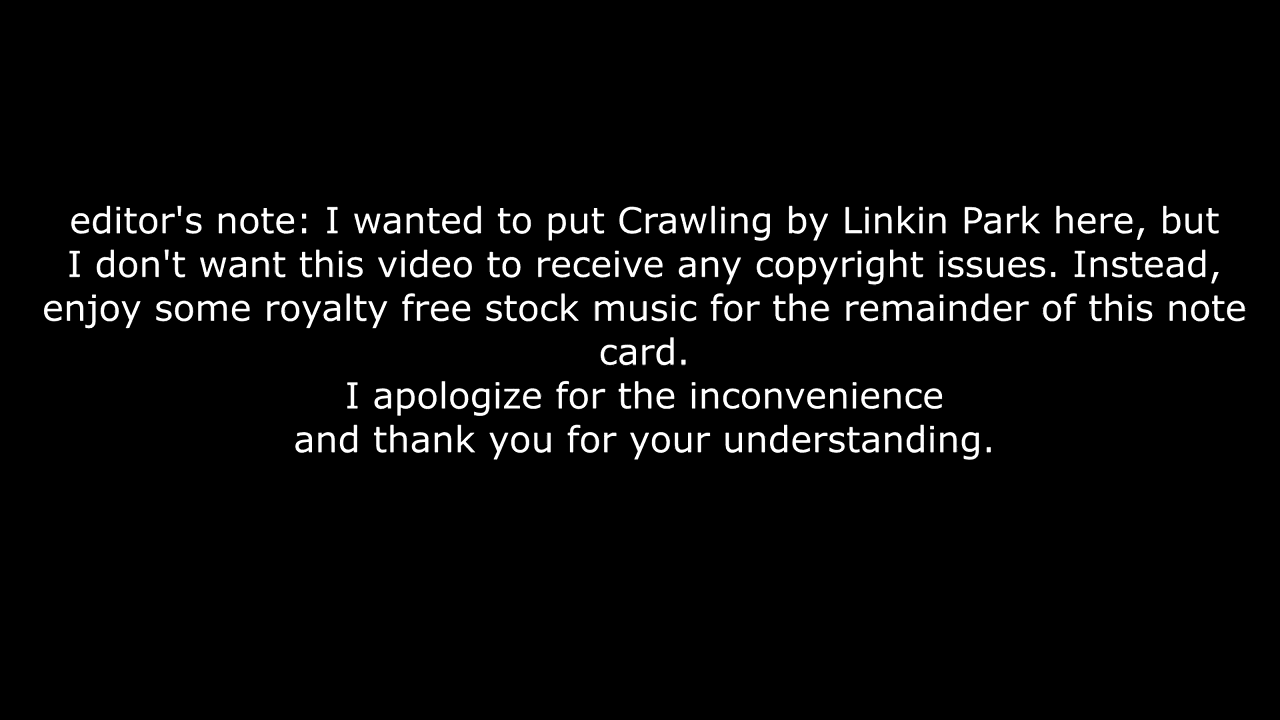 editor's note: I wanted to put Crawling by Linkin Park here, but
I don't want this video to receive any copyright issues. Instead,
enjoy some royalty free stock music for the remainder of this note
card.
I apologize for the inconvenience
and thank you for your understanding.